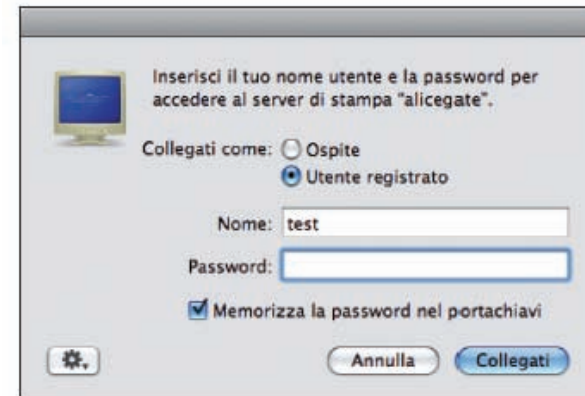 Inserisci il tuo nome utente e la password per
accedere al server di stampa “alicegate”.
Collegati come: Ospite
Utente registrato
Nome: test
Password:
Memorizza la password nel portachiavi
Annulla Collegati